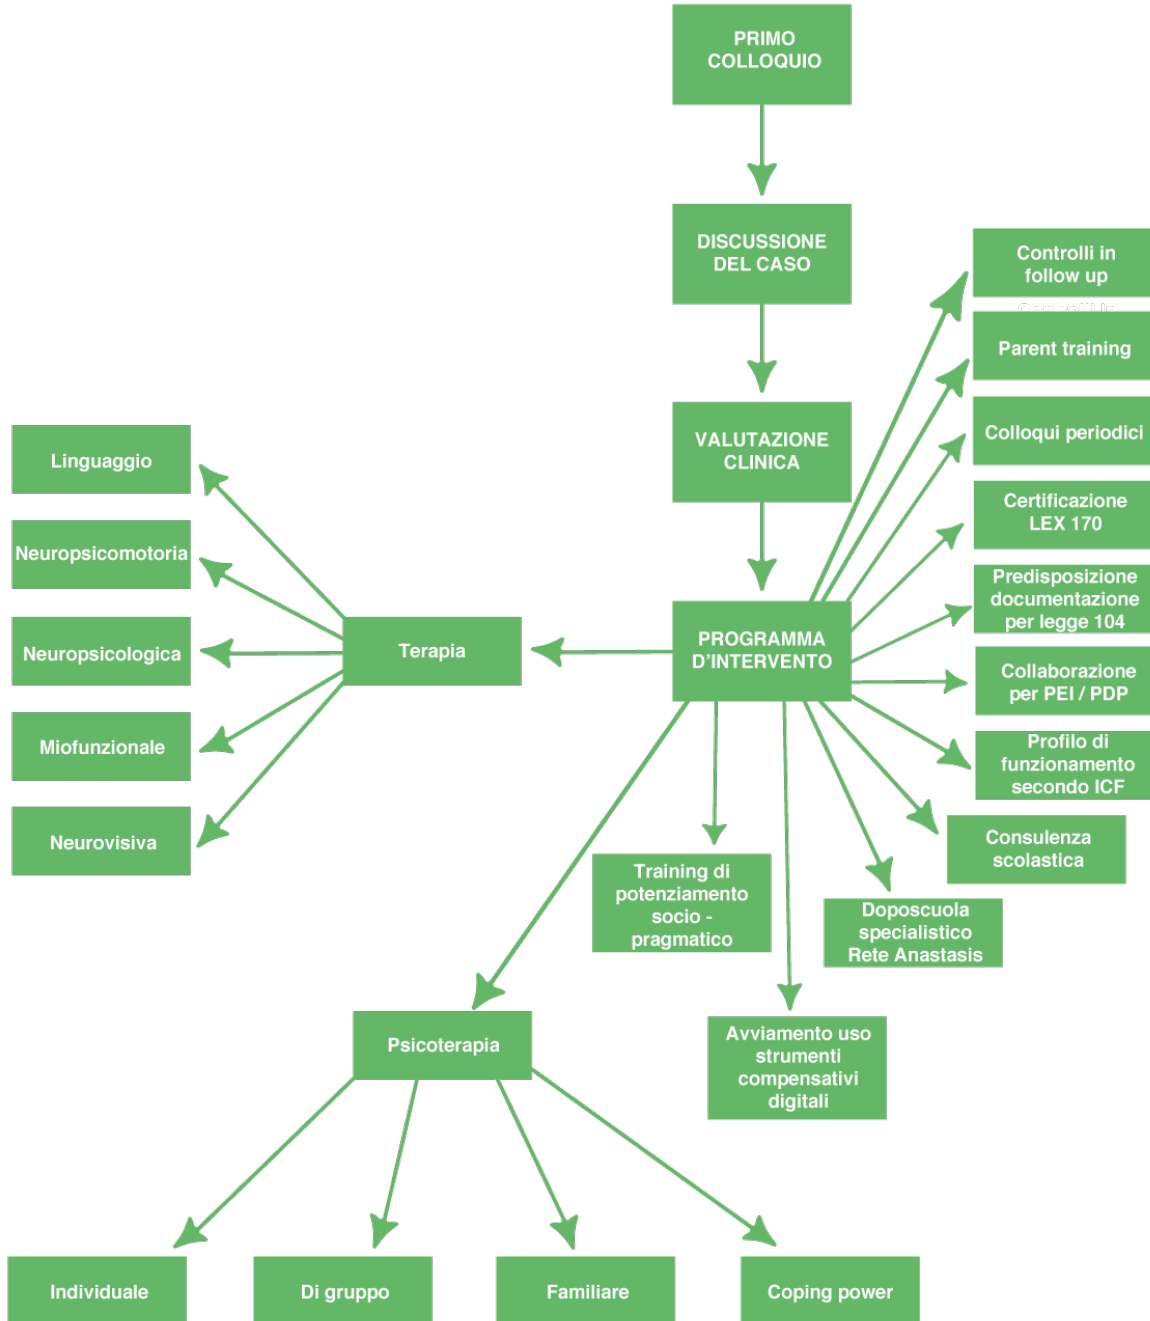 PRIMO
COLLOQUIO
DISCUSSIONE
DEL CASO
VALUTAZIONE
CLINICA
PROGRAMMA
D'INTERVENTO
Controlli in
follow up
Parent training
Colloqui periodici
Certificazione
LEX 170
Predisposizione
documentazione
per legge 104
Collaborazione
per PEI / PDP
Profilo di
funzionamento
secondo ICF
Consulenza
scolastica
Doposcuola
specialistico
Rete Anastasis
Avviamento uso
strumenti
compensativi
digitali
Training di
potenziamento
socio -
pragmatico
Terapia
Linguaggio
Neuropsicomotoria
Neuropsicologica
Miofunzionale
Neurovisiva
Psicoterapia
Individuale
Di gruppo
Familiare
Coping power